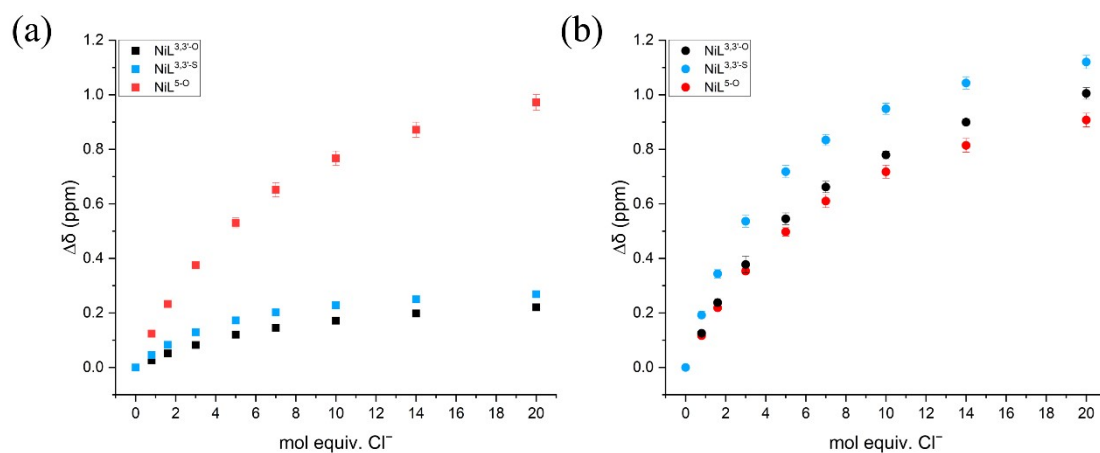 (a)
NiL³,³'⁻ᴼ
NiL³,³'⁻ˢ
NiL⁵⁻ᴼ
1.2
1.0
0.8
0.6
0.4
0.2
0.0
Δδ (ppm)
0 2 4 6 8 10 12 14 16 18 20
mol equiv. Cl⁻
(b)
NiL³,³'⁻ᴼ
NiL³,³'⁻ˢ
NiL⁵⁻ᴼ
1.2
1.0
0.8
0.6
0.4
0.2
0.0
Δδ (ppm)
0 2 4 6 8 10 12 14 16 18 20
mol equiv. Cl⁻